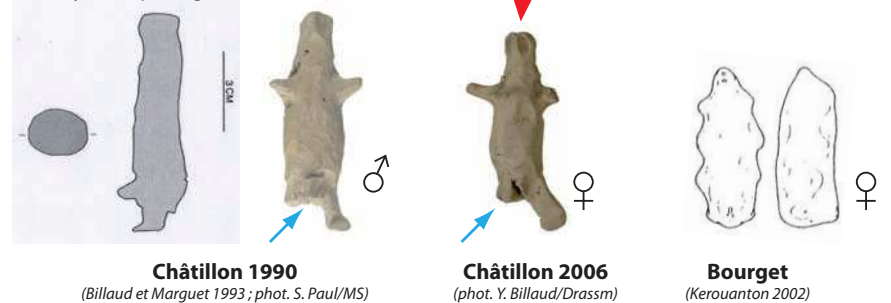 3 CM
♂
♀
♀
Châtillon 1990
(Billaud et Marguet 1993 ; phot. S. Paul/MS)
Châtillon 2006
(phot. Y. Billaud/Drassm)
Bourget
(Kerouanton 2002)